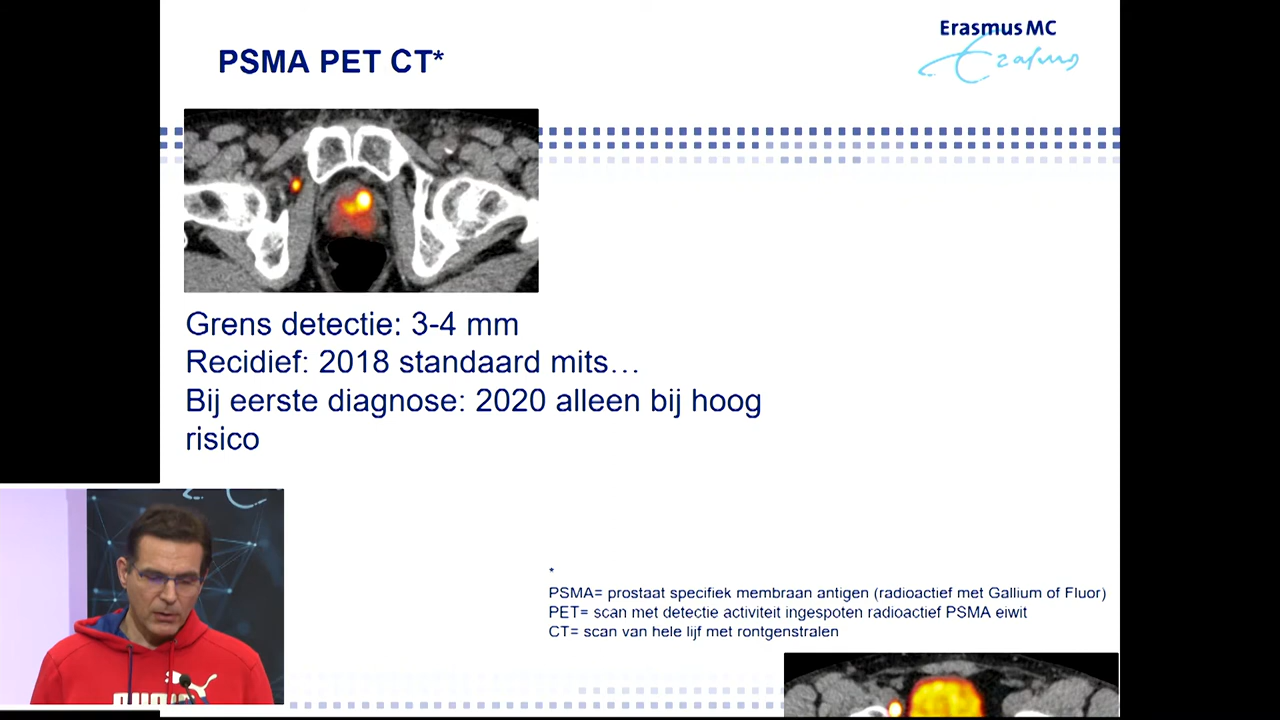 PSMA PET CT*
Erasmus MC
Erasmus
Grens detectie: 3-4 mm
Recidief: 2018 standaard mits…
Bij eerste diagnose: 2020 alleen bij hoog
risico
*
PSMA= prostaat specifiek membraan antigen (radioactief met Gallium of Fluor)
PET= scan met detectie activiteit ingespoten radioactief PSMA eiwit
CT= scan van hele lijf met rontgenstralen